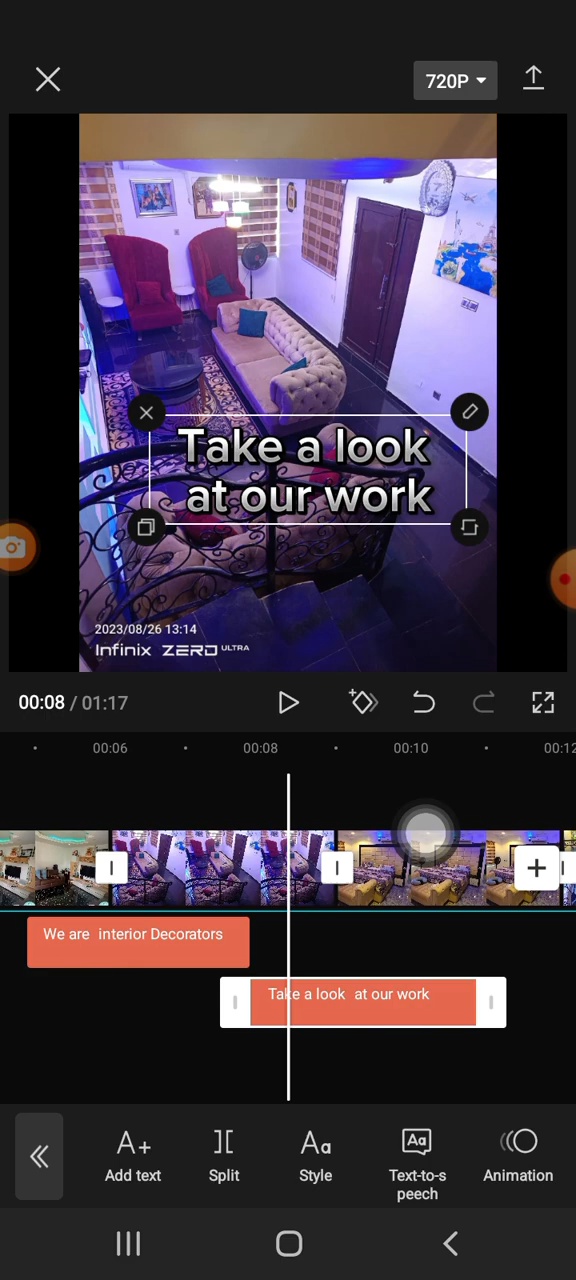 720P
Take a look
at our work
2023/08/26 13:14
Infinix ZERO ULTRA
00:08 / 01:17
00:06 00:08 00:10 00:12
We are interior Decorators
Take a look at our work
Add text
Split
Style
Text-to-s
peech
Animation